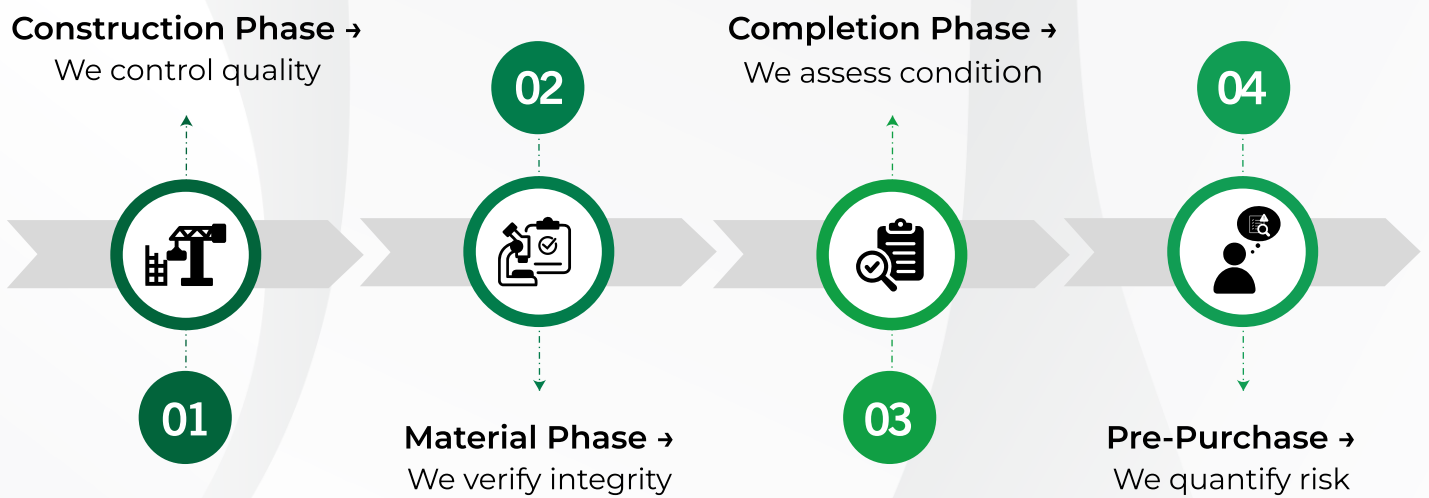 Construction Phase →
We control quality
01
02
Material Phase →
We verify integrity
Completion Phase →
We assess condition
03
04
Pre-Purchase →
We quantify risk